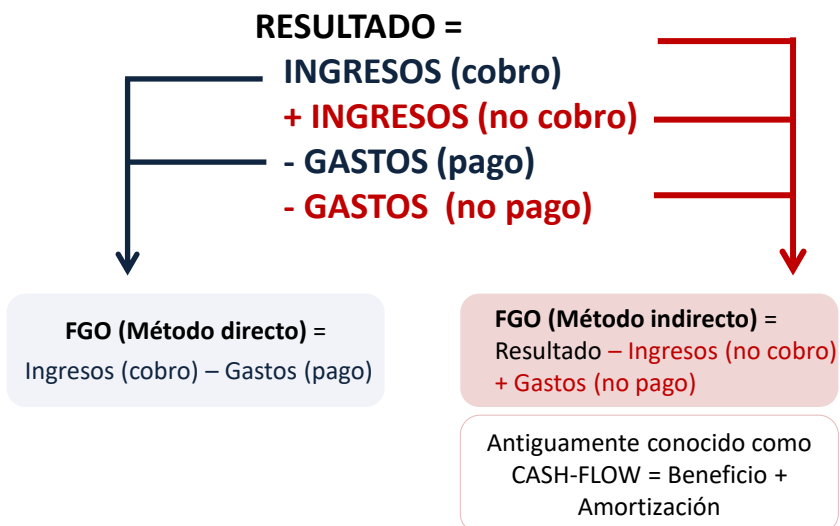 RESULTADO =
INGRESOS (cobro)
+ INGRESOS (no cobro)
- GASTOS (pago)
- GASTOS (no pago)
FGO (Método directo) =
Ingresos (cobro) – Gastos (pago)
FGO (Método indirecto) =
Resultado – Ingresos (no cobro)
+ Gastos (no pago)
Antiguamente conocido como
CASH-FLOW = Beneficio +
Amortización